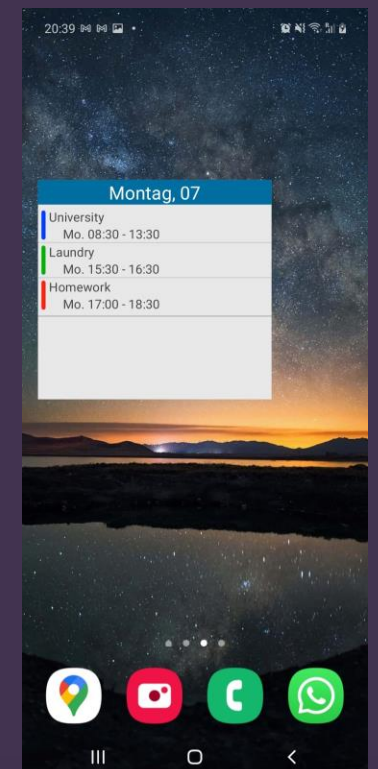 20:39
Montag, 07
University
Mo. 08:30 - 13:30
Laundry
Mo. 15:30 - 16:30
Homework
Mo. 17:00 - 18:30